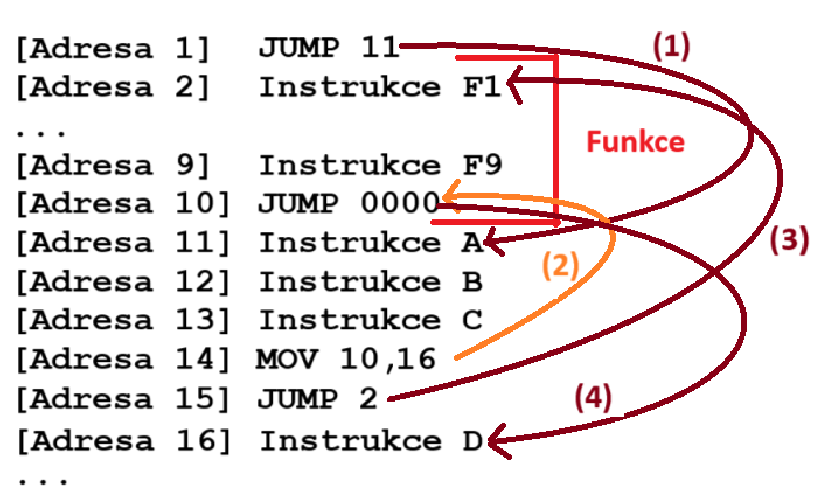 [Adresa 1] JUMP 11 (1)
[Adresa 2] Instrukce F1
...
Funkce
[Adresa 9] Instrukce F9
[Adresa 10] JUMP 0000
[Adresa 11] Instrukce A (3)
(2)
[Adresa 12] Instrukce B
[Adresa 13] Instrukce C
[Adresa 14] MOV 10,16
[Adresa 15] JUMP 2 (4)
[Adresa 16] Instrukce D
...